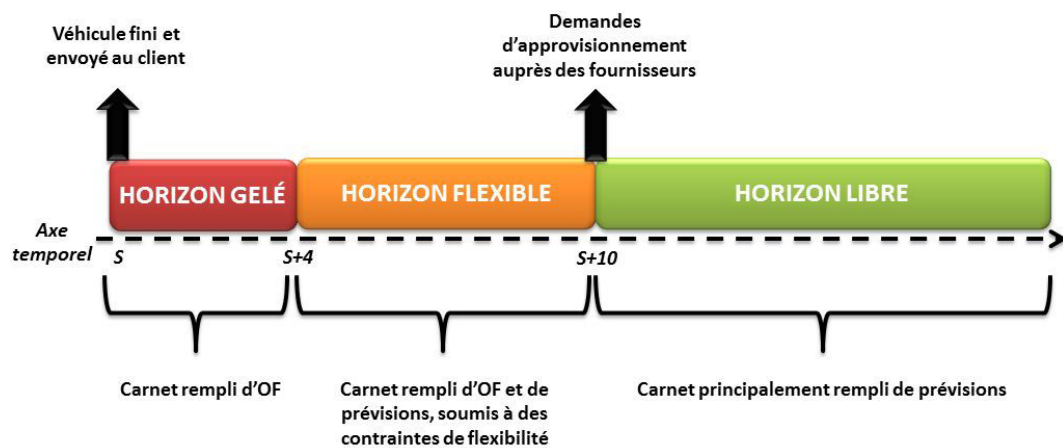 Véhicule fini et
envoyé au client
Demandes
d'approvisionnement
auprès des fournisseurs
HORIZON GELÉ
HORIZON FLEXIBLE
HORIZON LIBRE
Axe
temporel
S
S+4
S+10
Carnet rempli d'OF
Carnet rempli d'OF et de
prévisions, soumis à des
contraintes de flexibilité
Carnet principalement rempli de prévisions